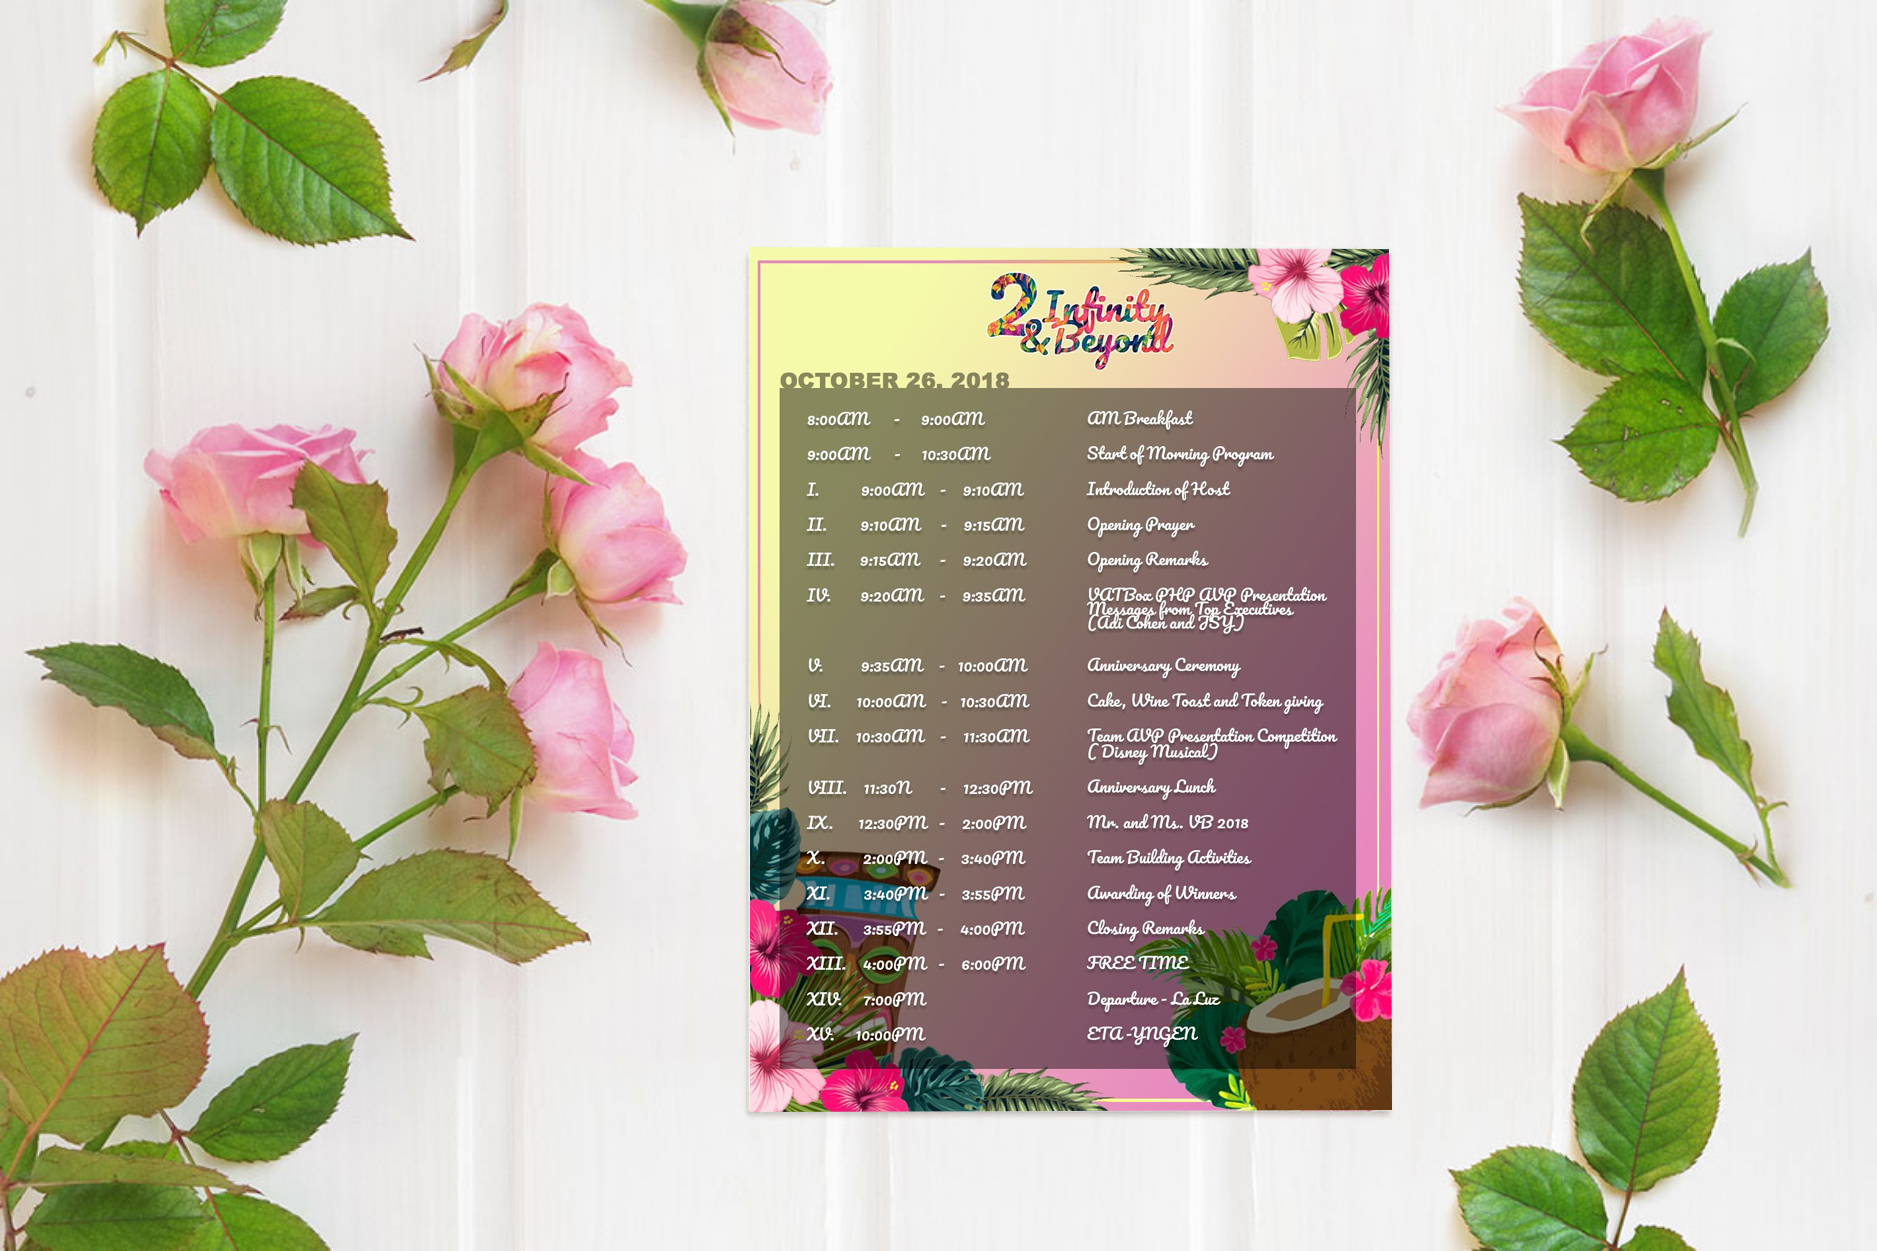 2 Infinity
& Beyond
OCTOBER 26, 2018
8:00AM - 9:00AM AM Breakfast
9:00AM - 10:30AM Start of Morning Program
I. 9:00AM - 9:10AM Introduction of Host
II. 9:10AM - 9:15AM Opening Prayer
III. 9:15AM - 9:20AM Opening Remarks
IV. 9:20AM - 9:35AM VATBox PHP AVP Presentation
Messages from Top Executives
(Adi Cohen and JSY)
V. 9:35AM - 10:00AM Anniversary Ceremony
VI. 10:00AM - 10:30AM Cake, Wine Toast and Token giving
VII. 10:30AM - 11:30AM Team AVP Presentation Competition
( Disney Musical)
VIII. 11:30N - 12:30PM Anniversary Lunch
IX. 12:30PM - 2:00PM Mr. and Ms. VB 2018
X. 2:00PM - 3:40PM Team Building Activities
XI. 3:40PM - 3:55PM Awarding of Winners
XII. 3:55PM - 4:00PM Closing Remarks
XIII. 4:00PM - 6:00PM FREE TIME
XIV. 7:00PM Departure - La Luz
XV. 10:00PM ETA -YNGEN